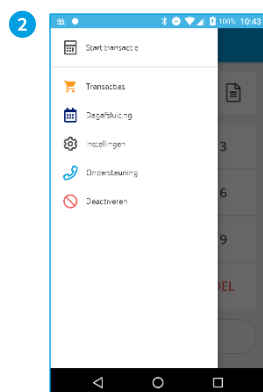 2
100% 10:43
Start transactie
Transacties
Dagafsluiting
3
Instellingen
Ondersteuning
6
Deactiveren
9
DEL